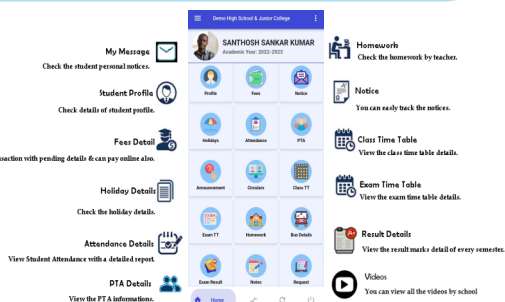 My Message
Check the student personal notices.
Student Profile
Check details of student profile.
Fees Detail
saction with pending details & can pay online also.
Holiday Details
Check the holiday details.
Attendance Details
View Student Attendance with a detailed report.
PTA Details
View the PTA informations.
Demo High School & Junior College
SANTHOSH SANKAR KUMAR
Academic Year: 2022-2023
Profile
Fees
Notice
Holidays
Attendance
PTA
Announcement
Circulars
Class TT
Exam TT
Homework
Bus Details
Exam Result
Notes
Request
Home
Homework
Check the homework by teacher.
Notice
You can easly track the notices.
Class Time Table
View the class time table details.
Exam Time Table
View the exam time table details.
A+
Result Details
View the result marks detail of every semester.
Videos
You can view all the videos by school